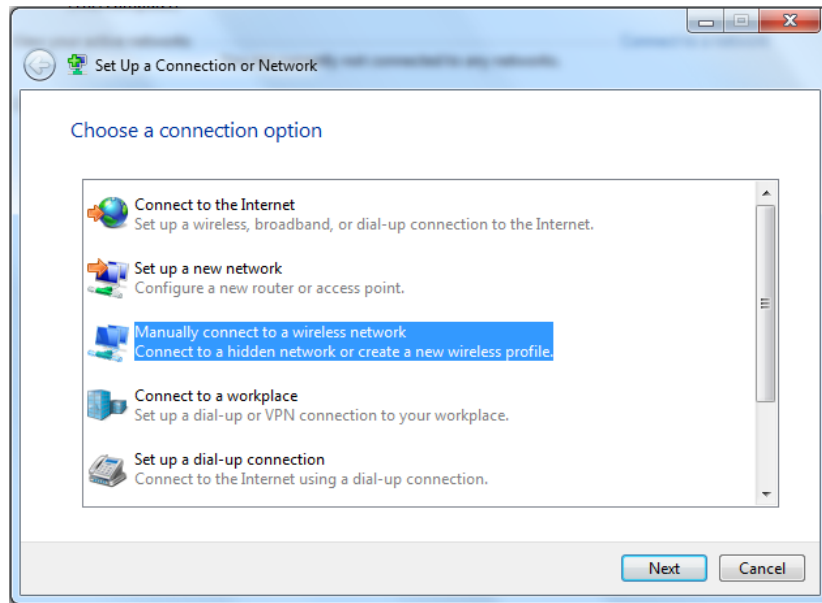 Set Up a Connection or Network
Choose a connection option
Connect to the Internet
Set up a wireless, broadband, or dial-up connection to the Internet.
Set up a new network
Configure a new router or access point.
Manually connect to a wireless network
Connect to a hidden network or create a new wireless profile.
Connect to a workplace
Set up a dial-up or VPN connection to your workplace.
Set up a dial-up connection
Connect to the Internet using a dial-up connection.
Next Cancel